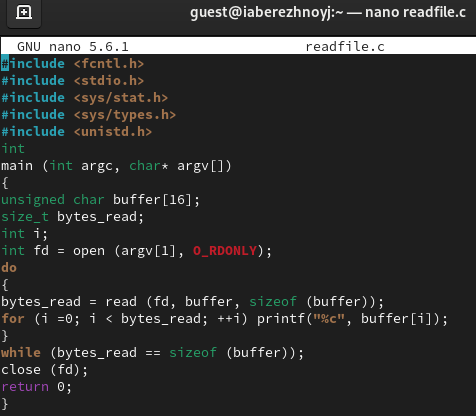 guest@iaberezhnoyj:~ — nano readfile.c
GNU nano 5.6.1 readfile.c
#include <fcntl.h>
#include <stdio.h>
#include <sys/stat.h>
#include <sys/types.h>
#include <unistd.h>
int
main (int argc, char* argv[])
{
unsigned char buffer[16];
size_t bytes_read;
int i;
int fd = open (argv[1], O_RDONLY);
do
{
bytes_read = read (fd, buffer, sizeof (buffer));
for (i =0; i < bytes_read; ++i) printf("%c", buffer[i]);
}
while (bytes_read == sizeof (buffer));
close (fd);
return 0;
}